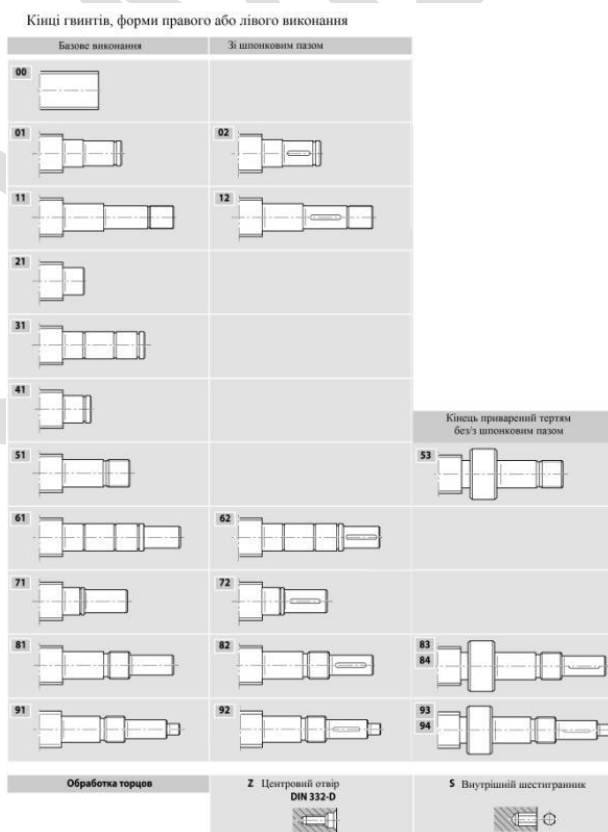 Кінці гвинтів, форми правого або лівого виконання
Базове виконання
Зі шпонковим пазом
00
01
02
11
12
21
31
41
Кінець приварений тертям
без/з шпонковим пазом
51
53
61
62
71
72
81
82
83
84
91
92
93
94
Обработка торцов
Z Центровий отвір
DIN 332-D
S Внутрішній шестигранник